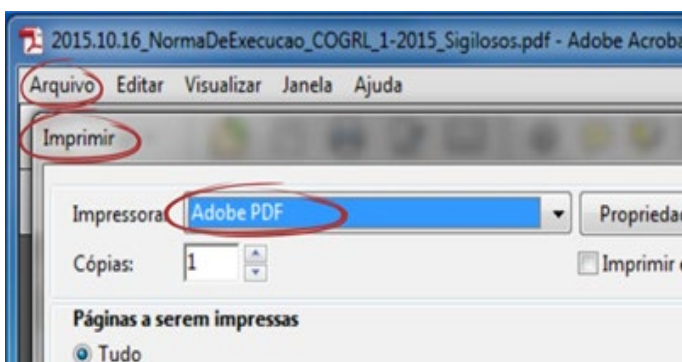 2015.10.16_NormaDeExecucao_COGRL_1-2015_Sigilosos.pdf - Adobe Acroba
Arquivo Editar Visualizar Janela Ajuda
Imprimir
Impressora: Adobe PDF Proprieda
Cópias: 1 Imprimir
Páginas a serem impressas
Tudo